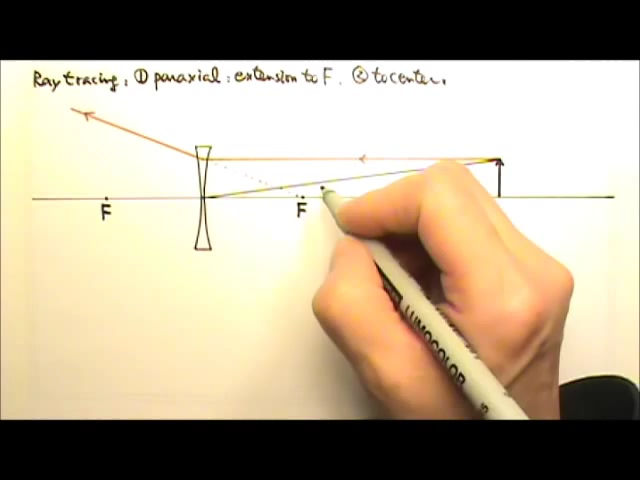 Ray tracing: ① paraxial: extension to F. ② to center.
F
F
LUMOCOLOR
S